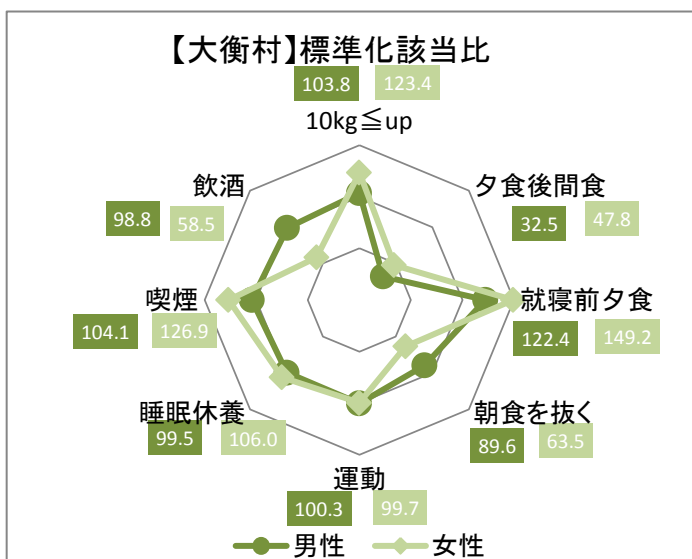 【大衡村】標準化該当比
103.8 123.4
10kg≦up
飲酒
98.8 58.5
夕食後間食
32.5 47.8
喫煙
104.1 126.9
就寝前夕食
122.4 149.2
睡眠休養
99.5 106.0
朝食を抜く
89.6 63.5
運動
100.3 99.7
男性 女性